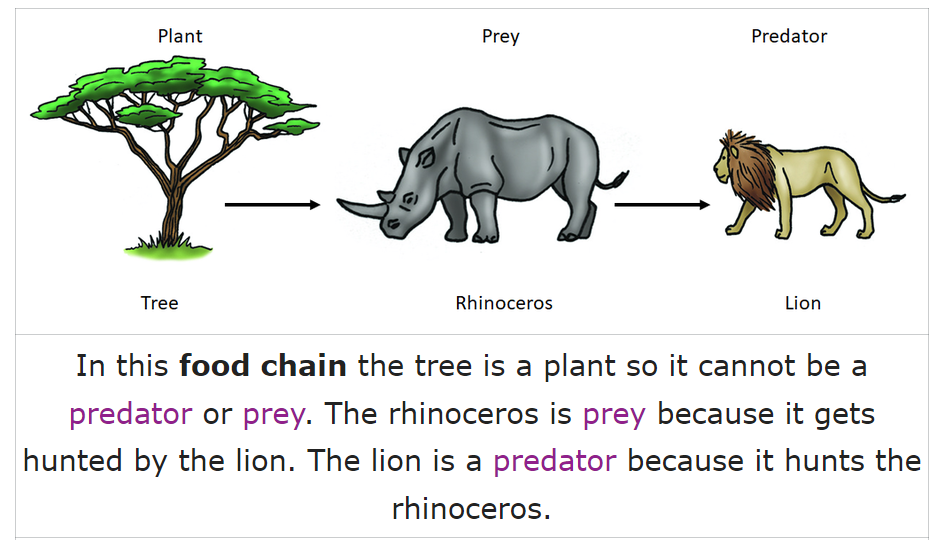 Plant Prey Predator
Tree Rhinoceros Lion
In this food chain the tree is a plant so it cannot be a
predator or prey. The rhinoceros is prey because it gets
hunted by the lion. The lion is a predator because it hunts the
rhinoceros.